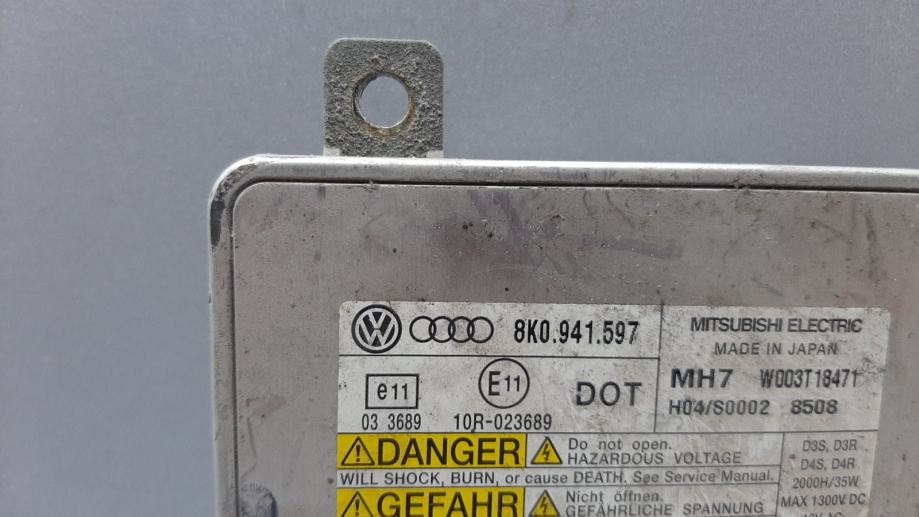 8K0.941.597
MITSUBISHI ELECTRIC
MADE IN JAPAN
MH7 W003T18471
H04/S0002 8508
e11
E11
DOT
03 3689 10R-023689
DANGER
Do not open.
HAZARDOUS VOLTAGE
WILL SHOCK, BURN, or cause DEATH. See Service Manual.
GEFAHR
Nicht öffnen.
GEFÄHRLICHE SPANNUNG
D3S, D3R
D4S, D4R
2000H/35W
MAX 1300V DC